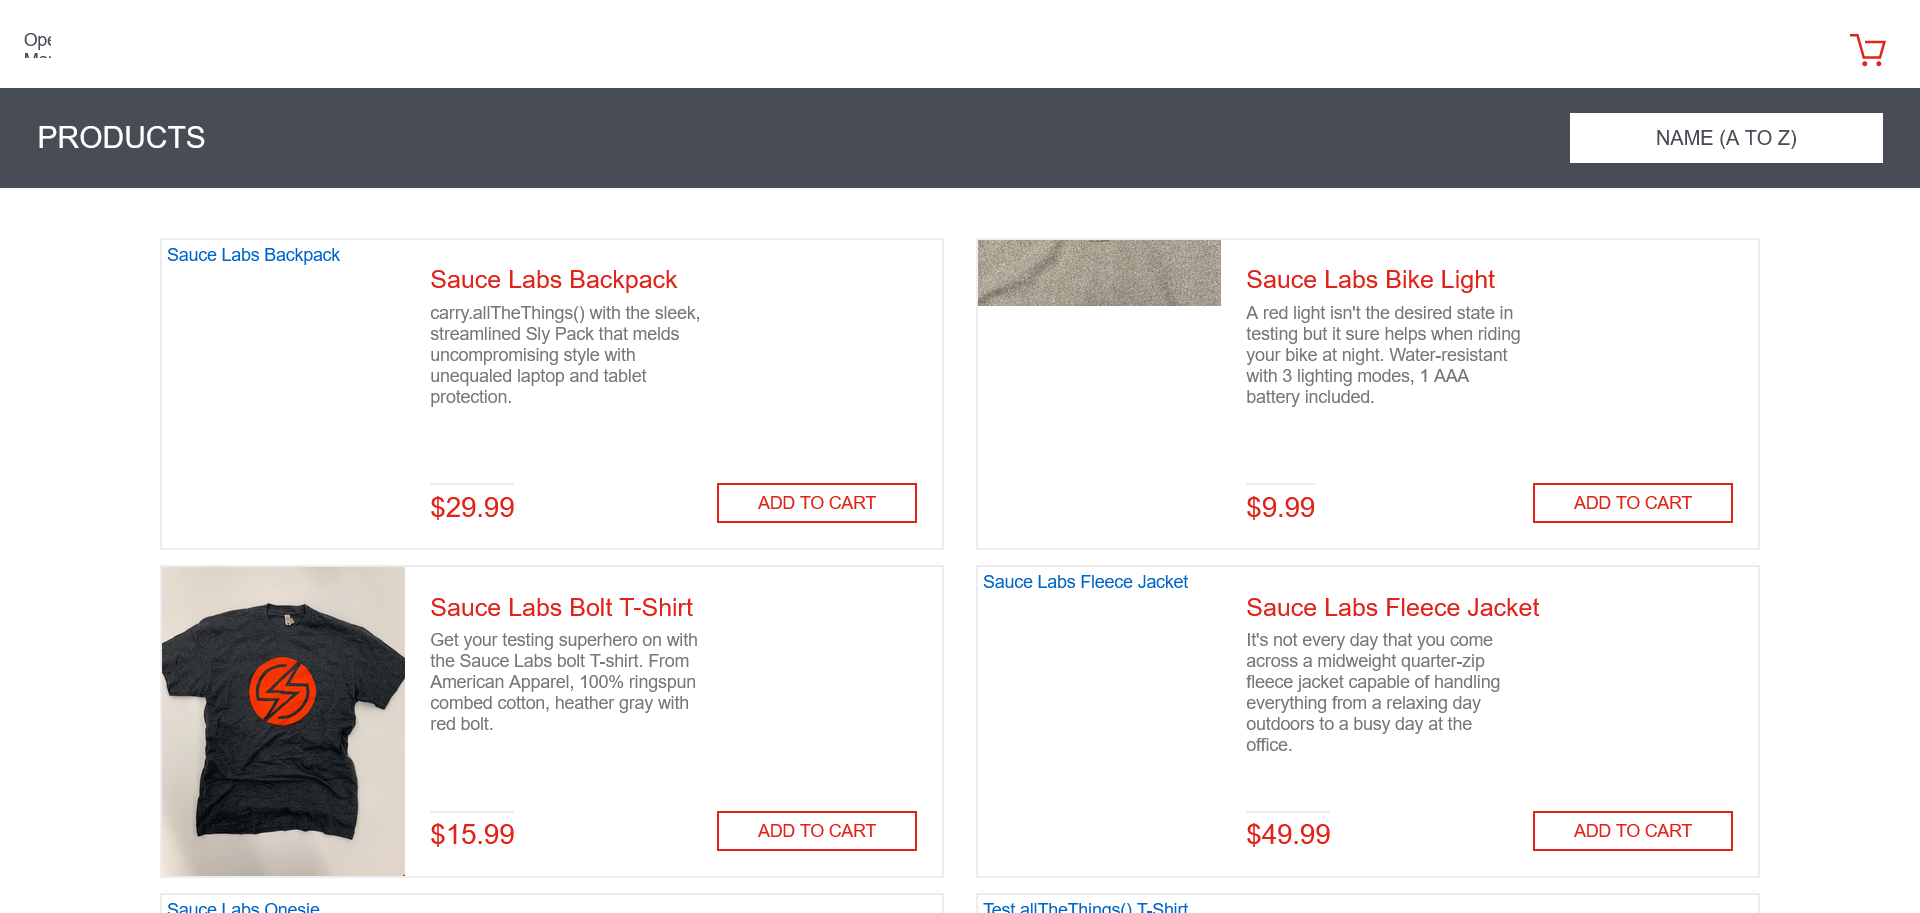 Ope
PRODUCTS
NAME (A TO Z)
Sauce Labs Backpack
Sauce Labs Backpack
carry.allTheThings() with the sleek,
streamlined Sly Pack that melds
uncompromising style with
unequaled laptop and tablet
protection.
$29.99
ADD TO CART
Sauce Labs Bike Light
A red light isn't the desired state in
testing but it sure helps when riding
your bike at night. Water-resistant
with 3 lighting modes, 1 AAA
battery included.
$9.99
ADD TO CART
Sauce Labs Bolt T-Shirt
Get your testing superhero on with
the Sauce Labs bolt T-shirt. From
American Apparel, 100% ringspun
combed cotton, heather gray with
red bolt.
$15.99
ADD TO CART
Sauce Labs Fleece Jacket
Sauce Labs Fleece Jacket
It's not every day that you come
across a midweight quarter-zip
fleece jacket capable of handling
everything from a relaxing day
outdoors to a busy day at the
office.
$49.99
ADD TO CART
Sauce Labs Onesie
Test.allTheThings() T-Shirt